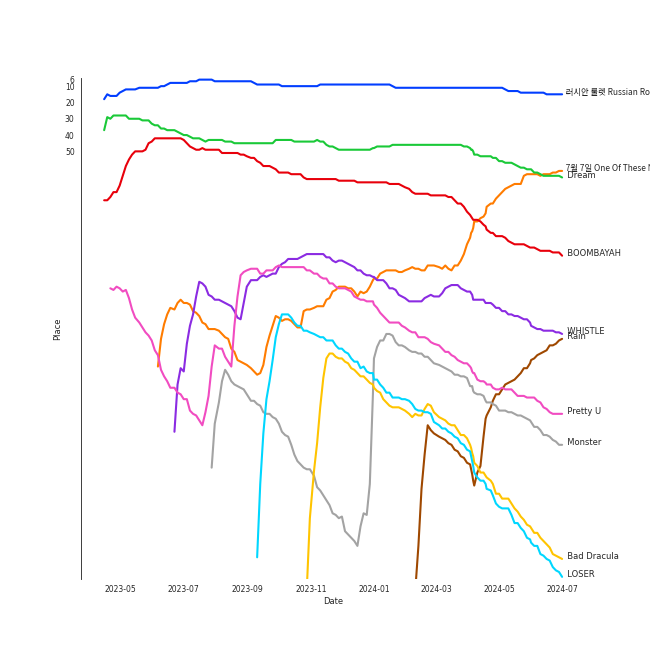 6
10
20
30
40
50
Place
러시안 룰렛 Russian Ro
7월 7일 One Of These
Dream
BOOMBAYAH
WHISTLE
Rain
Pretty U
Monster
Bad Dracula
LOSER
2023-05 2023-07 2023-09 2023-11 2024-01 2024-03 2024-05 2024-07
Date